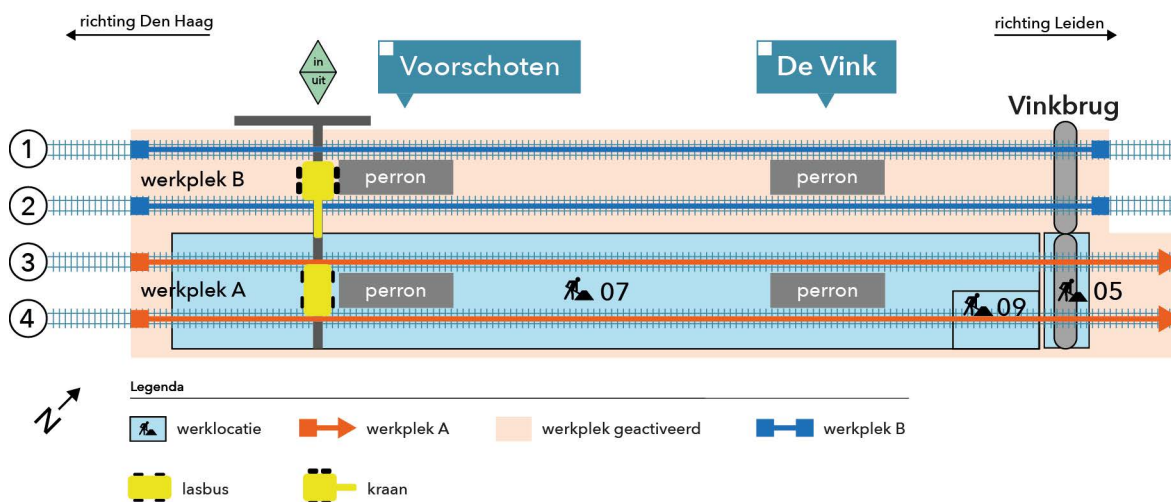 richting Den Haag
richting Leiden
in
uit
Voorschoten
De Vink
Vinkbrug
1
werkplek B
perron
perron
2
3
werkplek A
perron
07
perron
09
05
4
N
Legenda
werklocatie
werkplek A
werkplek geactiveerd
werkplek B
lasbus
kraan